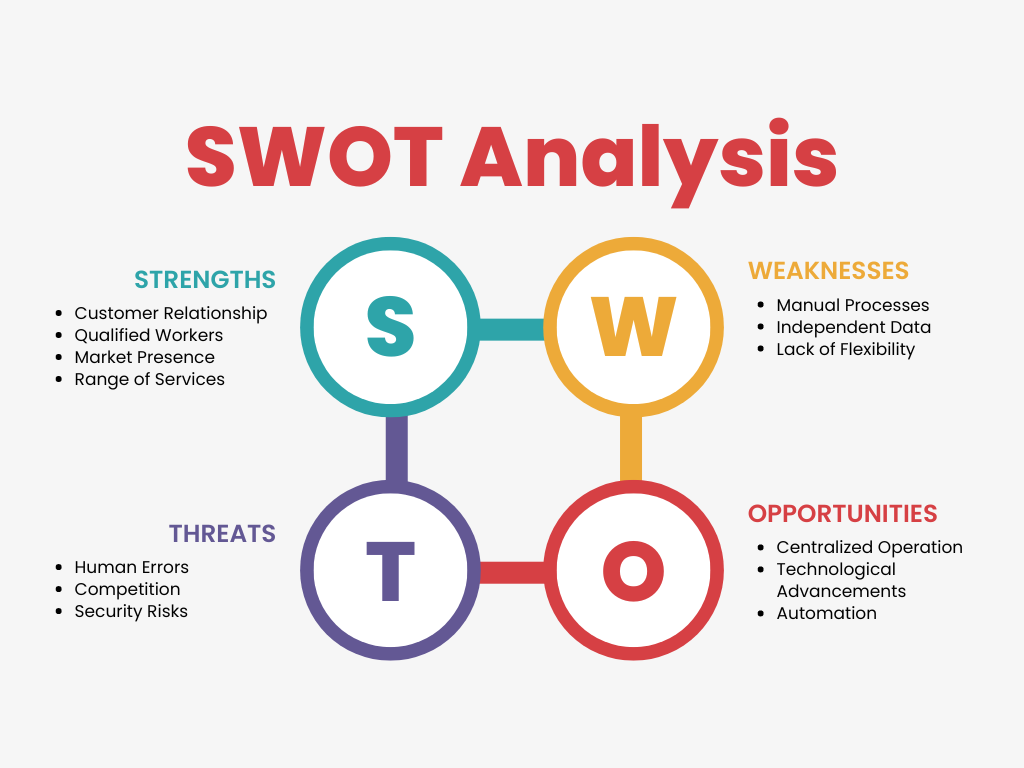 SWOT Analysis
STRENGTHS
• Customer Relationship
• Qualified Workers
• Market Presence
• Range of Services
S
W
WEAKNESSES
• Manual Processes
• Independent Data
• Lack of Flexibility
THREATS
• Human Errors
• Competition
• Security Risks
T
O
OPPORTUNITIES
• Centralized Operation
• Technological
Advancements
• Automation